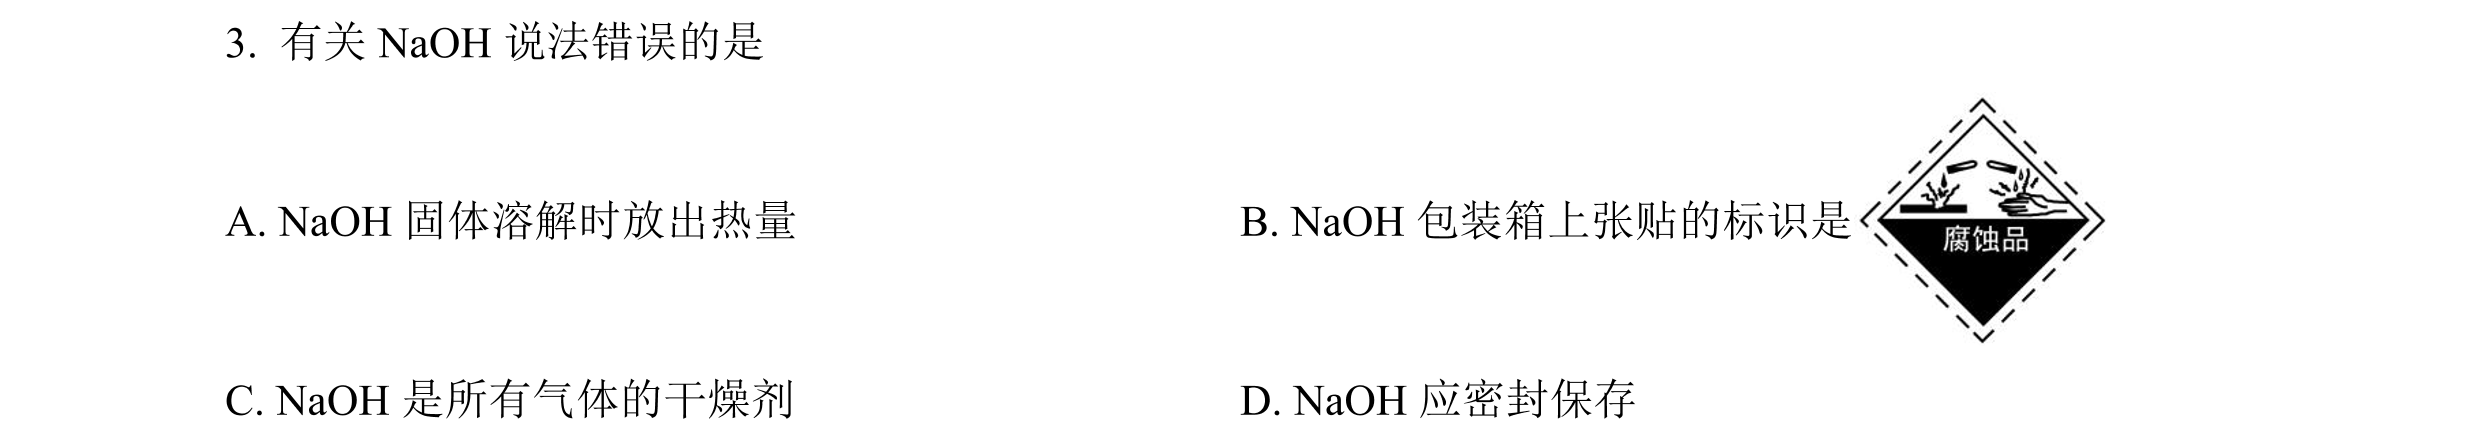 3. 有关 NaOH 说法错误的是
A. NaOH 固体溶解时放出热量
B. NaOH 包装箱上张贴的标识是
腐蚀品
C. NaOH 是所有气体的干燥剂
D. NaOH 应密封保存